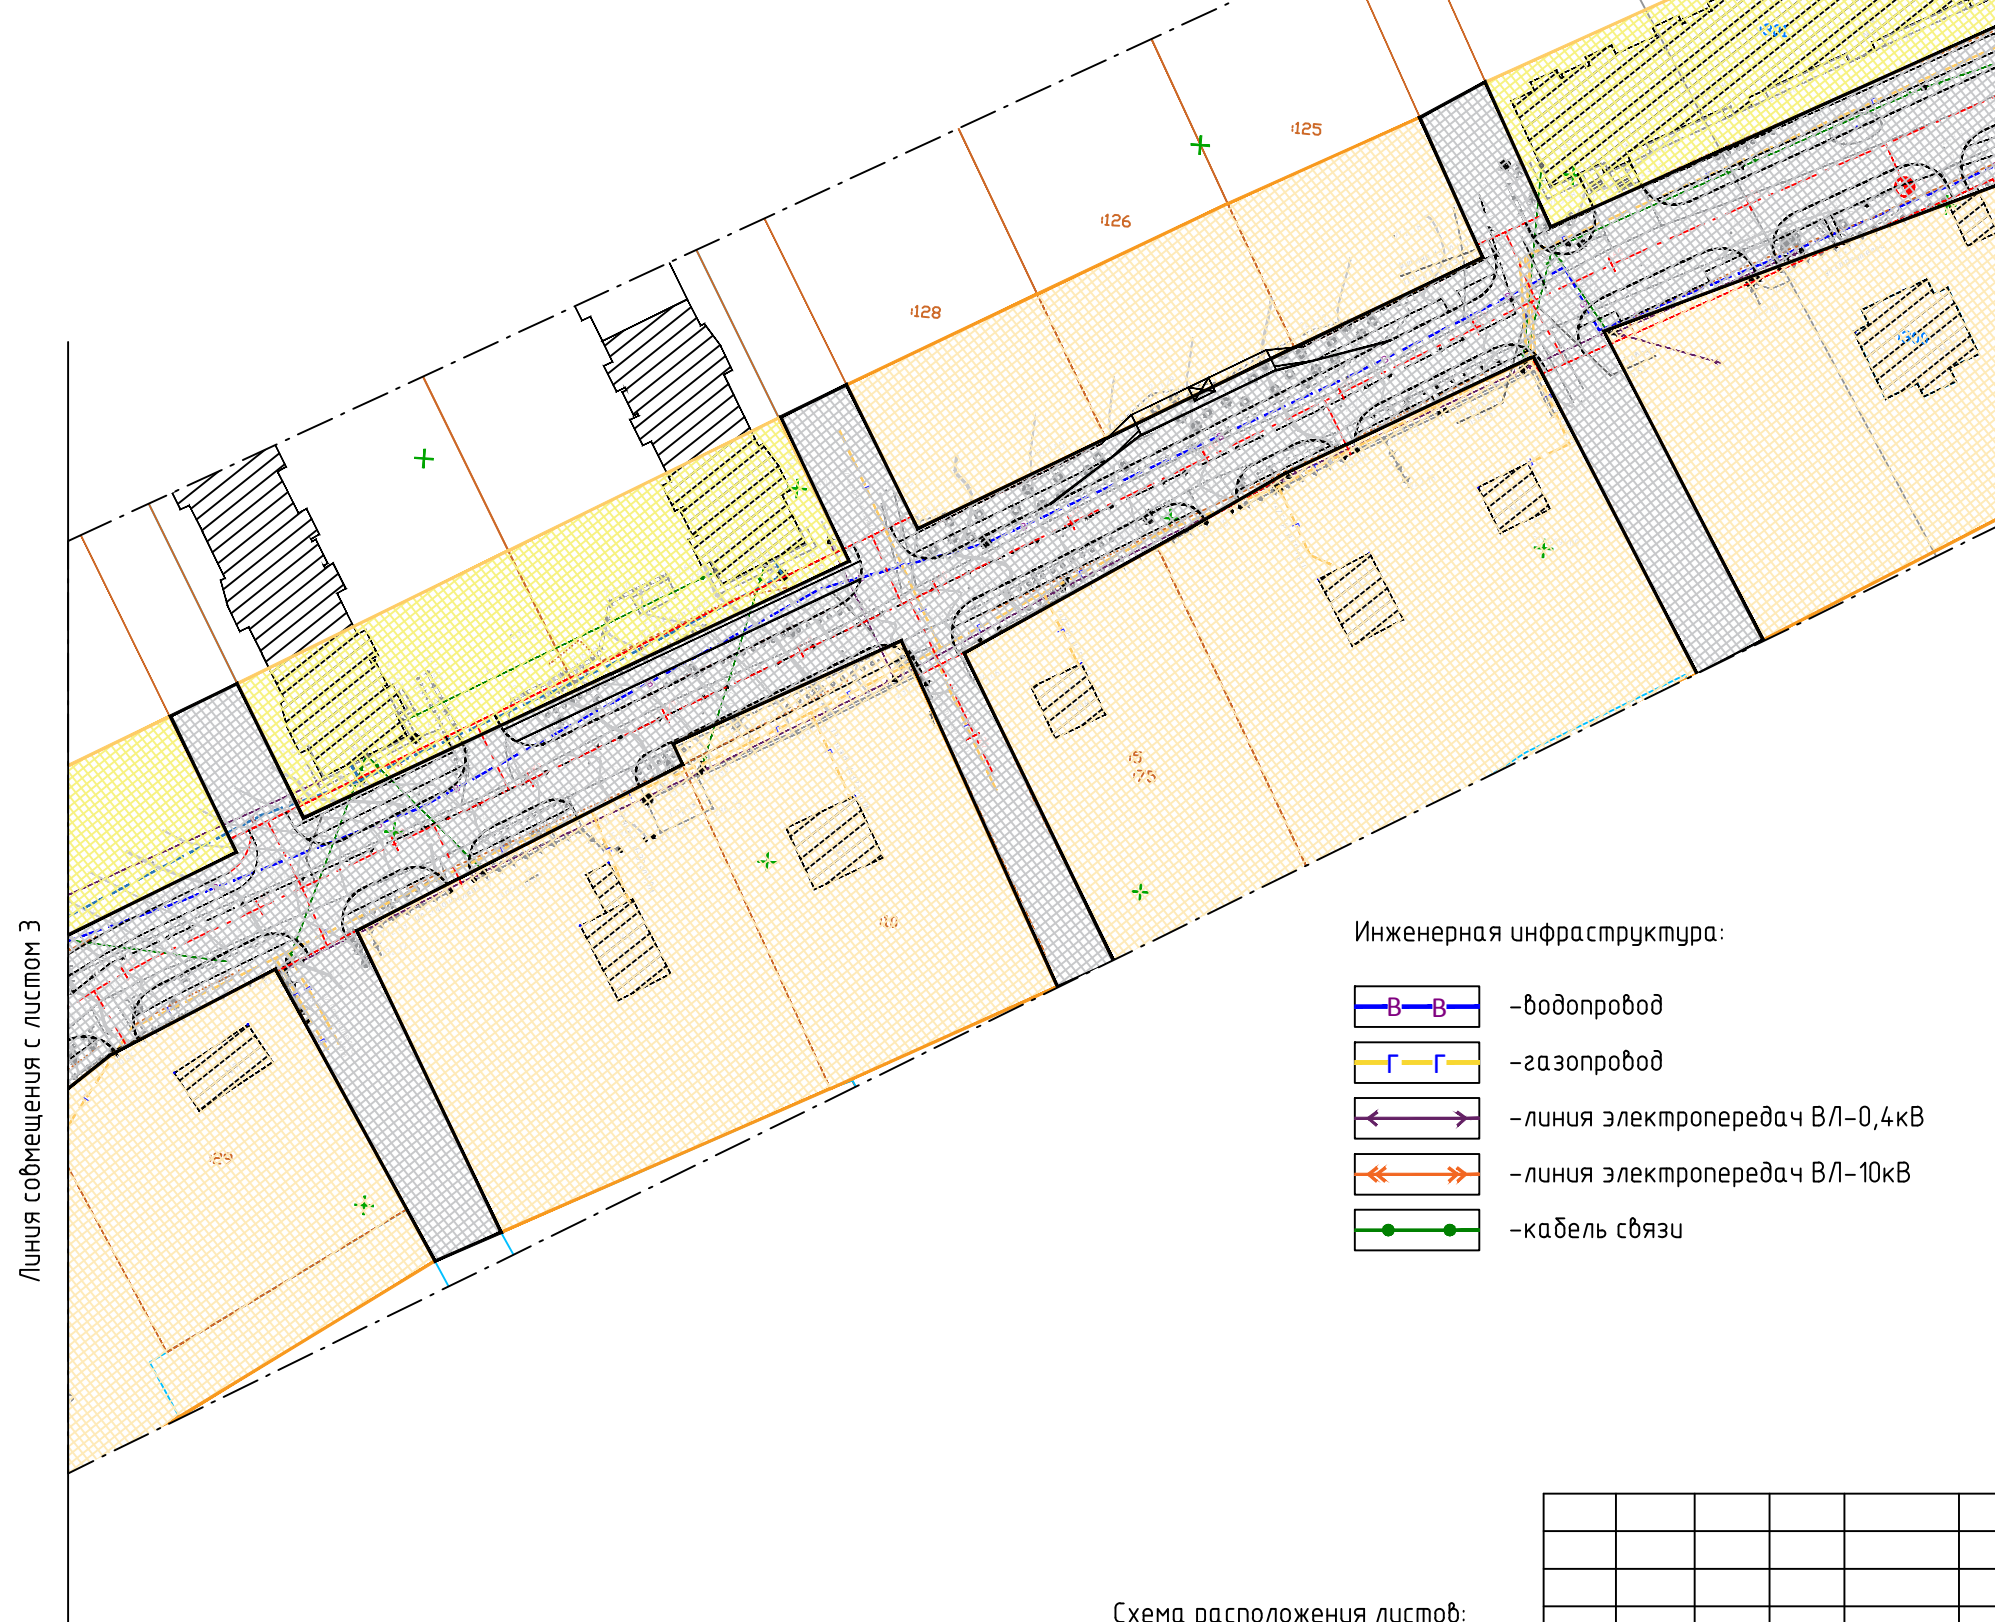 :125
:126
:128
Линия совмещения с листом 3
Инженерная инфраструктура:
В В -водопровод
Г Г -газопровод
-линия электропередач ВЛ-0,4кВ
-линия электропередач ВЛ-10кВ
-кабель связи
Схема расположения листов: